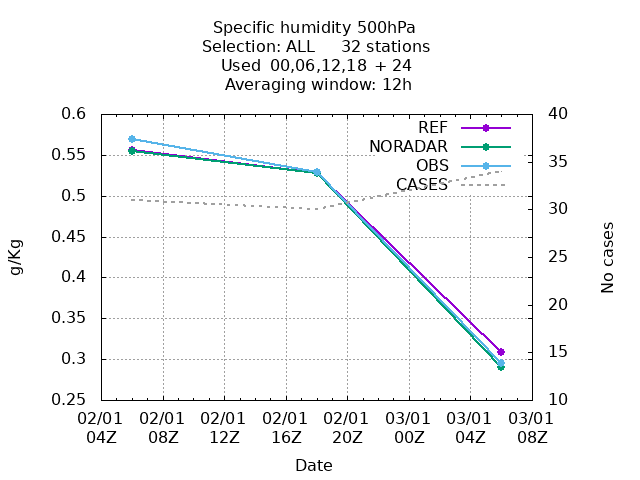 Specific humidity 500hPa
Selection: ALL 32 stations
Used 00,06,12,18 + 24
Averaging window: 12h
0.6 40
REF
NORADAR
OBS
CASES
0.55 35
0.5 30
0.45 25
0.4 20
0.35 15
0.3 10
0.25
g/Kg
No cases
02/01 02/01 02/01 02/01 02/01 03/01 03/01 03/01
04Z 08Z 12Z 16Z 20Z 00Z 04Z 08Z
Date